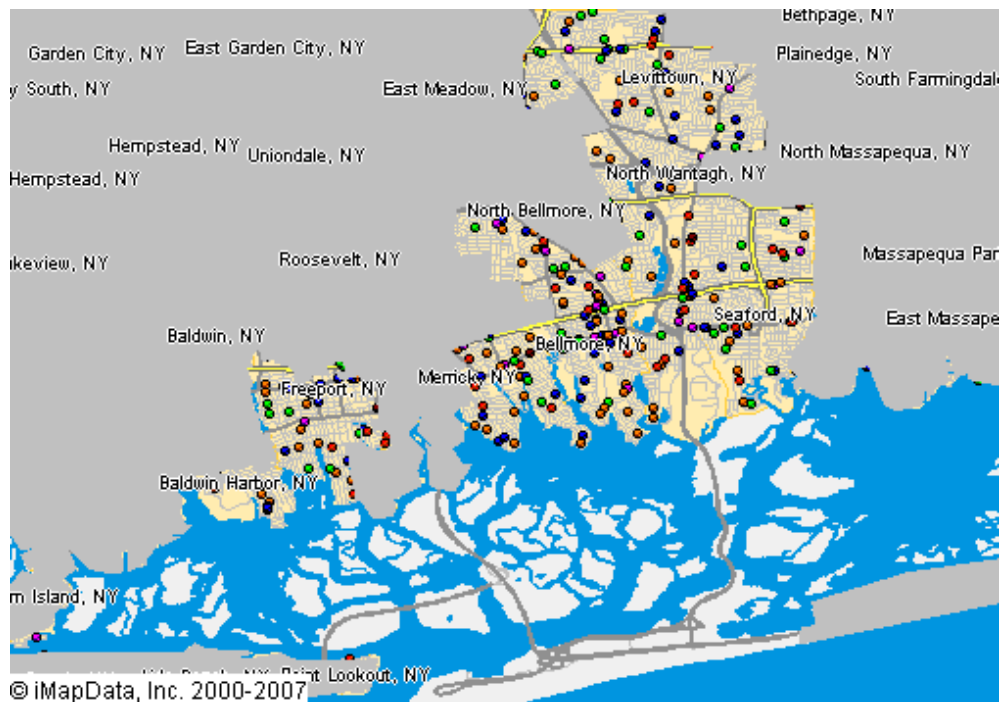 Bethpage, NY
Garden City, NY
East Garden City, NY
Plainedge, NY
East Meadow, NY
Levittown, NY
South Farmingdale
y South, NY
Hempstead, NY
Uniondale, NY
North Massapequa, NY
Hempstead, NY
North Wantagh, NY
North Bellmore, NY
Roosevelt, NY
Massapequa Par
keview, NY
Seaford, NY
East Massape
Baldwin, NY
Bellmore, NY
Merrick, NY
Freeport, NY
Baldwin Harbor, NY
n Island, NY
Point Lookout, NY
© iMapData, Inc. 2000-2007